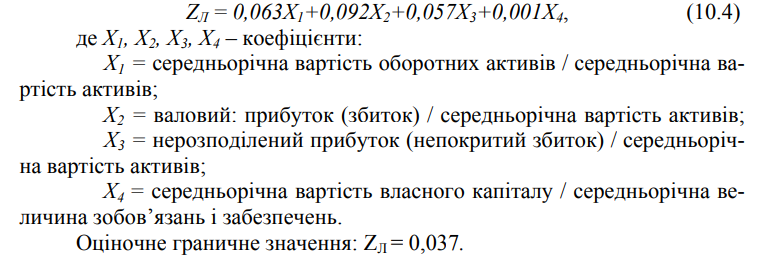 Z_Л = 0,063X₁+0,092X₂+0,057X₃+0,001X₄, (10.4)
де X₁, X₂, X₃, X₄ – коефіцієнти:
X₁ = середньорічна вартість оборотних активів / середньорічна ва-
ртість активів;
X₂ = валовий: прибуток (збиток) / середньорічна вартість активів;
X₃ = нерозподілений прибуток (непокритий збиток) / середньоріч-
на вартість активів;
X₄ = середньорічна вартість власного капіталу / середньорічна ве-
личина зобов’язань і забезпечень.
Оціночне граничне значення: Z_Л = 0,037.